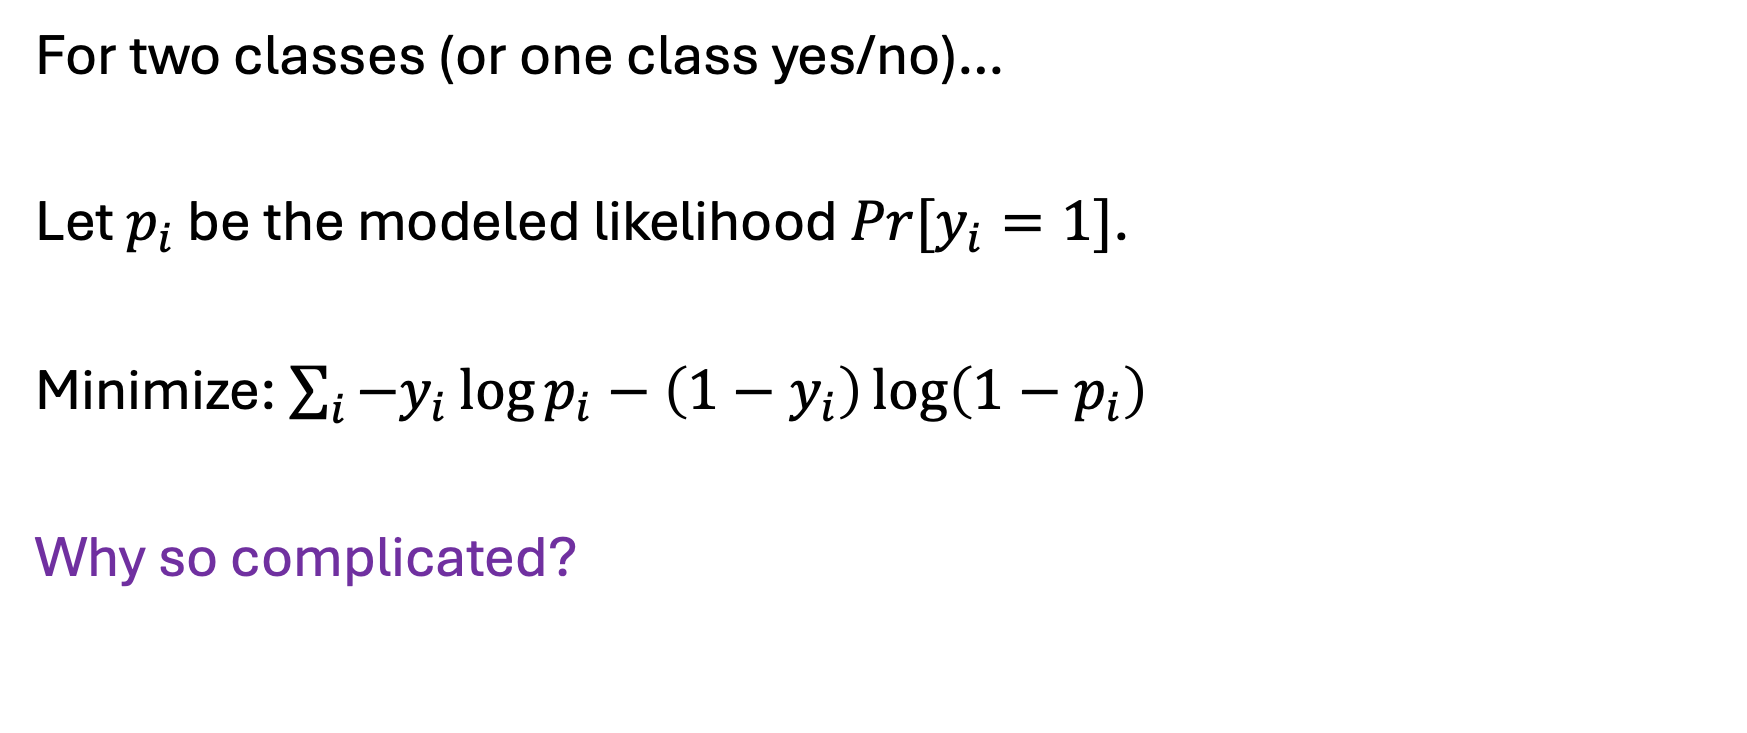 For two classes (or one class yes/no)...
Let pᵢ be the modeled likelihood Pr[yᵢ = 1].
Minimize: ∑ᵢ −yᵢ log pᵢ − (1 − yᵢ) log(1 − pᵢ)
Why so complicated?